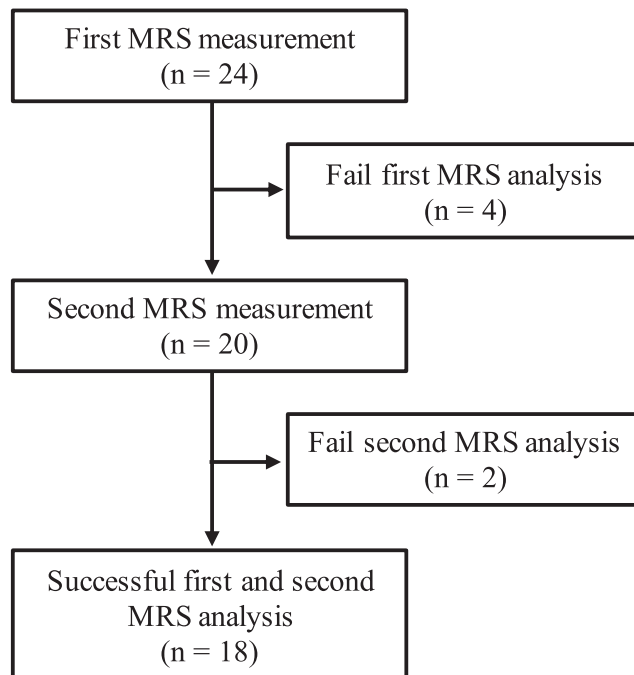 First MRS measurement
(n = 24)
Fail first MRS analysis
(n = 4)
Second MRS measurement
(n = 20)
Fail second MRS analysis
(n = 2)
Successful first and second
MRS analysis
(n = 18)